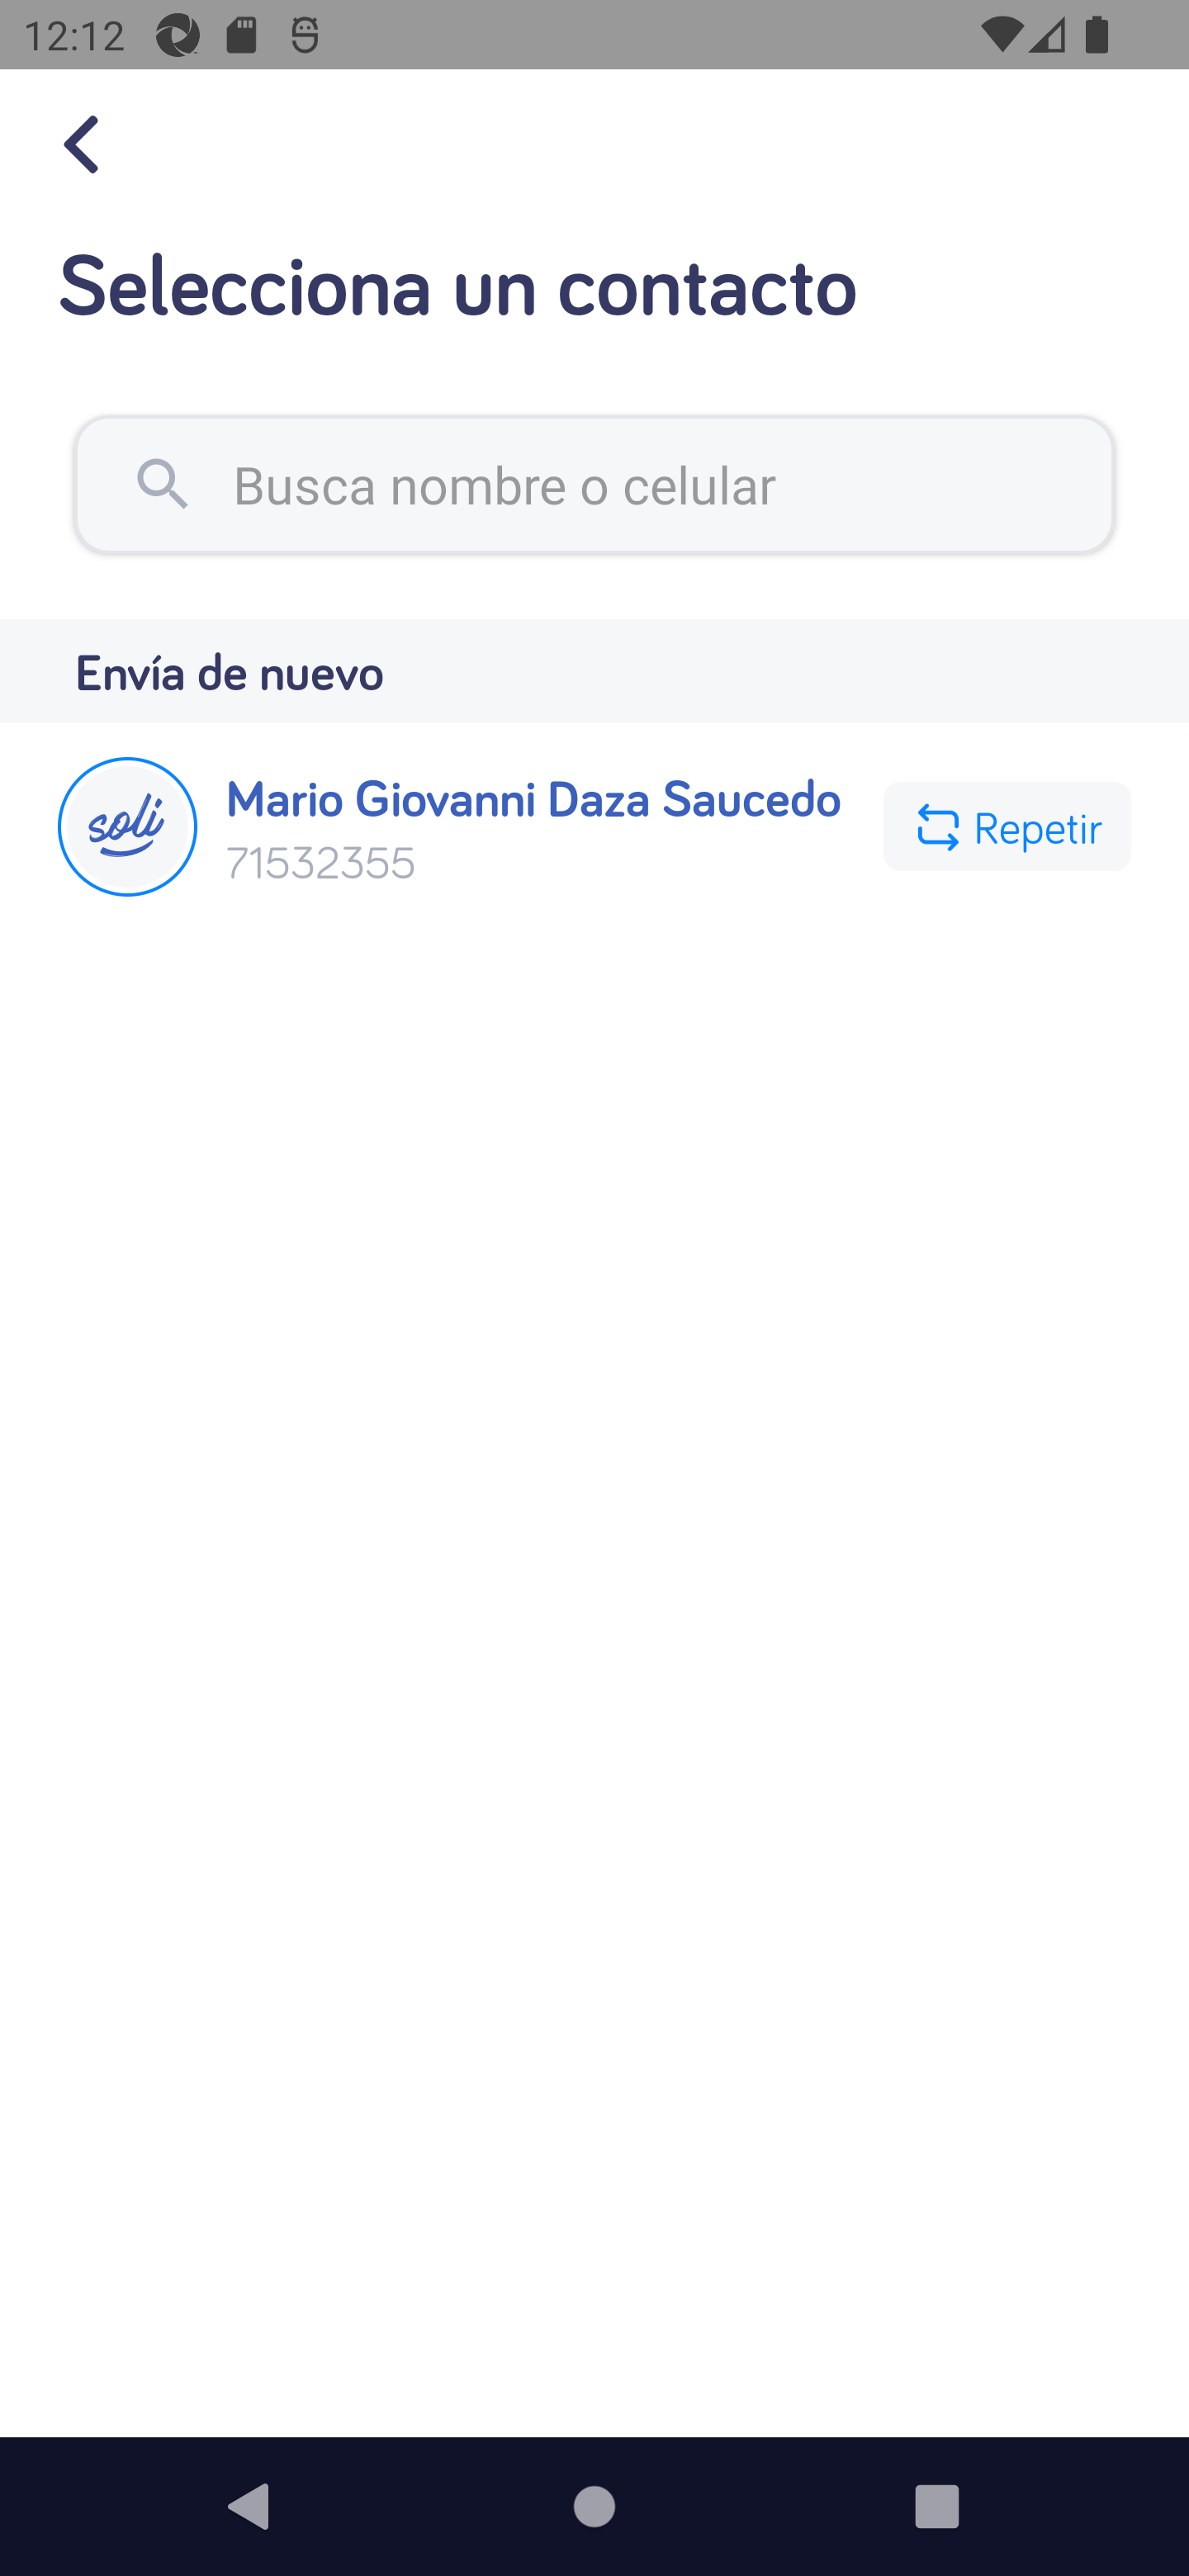 12:12
Selecciona un contacto
Busca nombre o celular
Envía de nuevo
soli
Mario Giovanni Daza Saucedo
71532355
Repetir